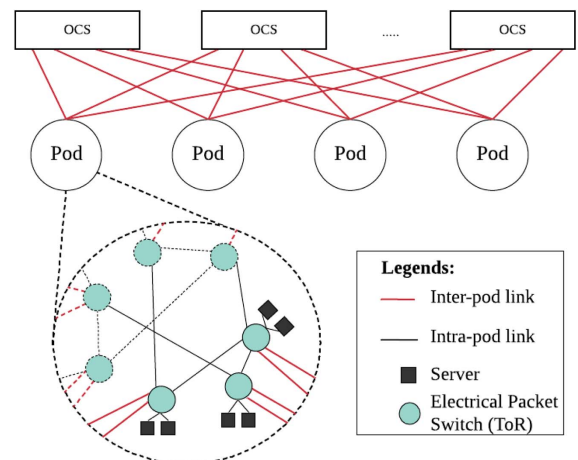 OCS
OCS
.....
OCS
Pod
Pod
Pod
Pod
Legends:
Inter-pod link
Intra-pod link
Server
Electrical Packet
Switch (ToR)